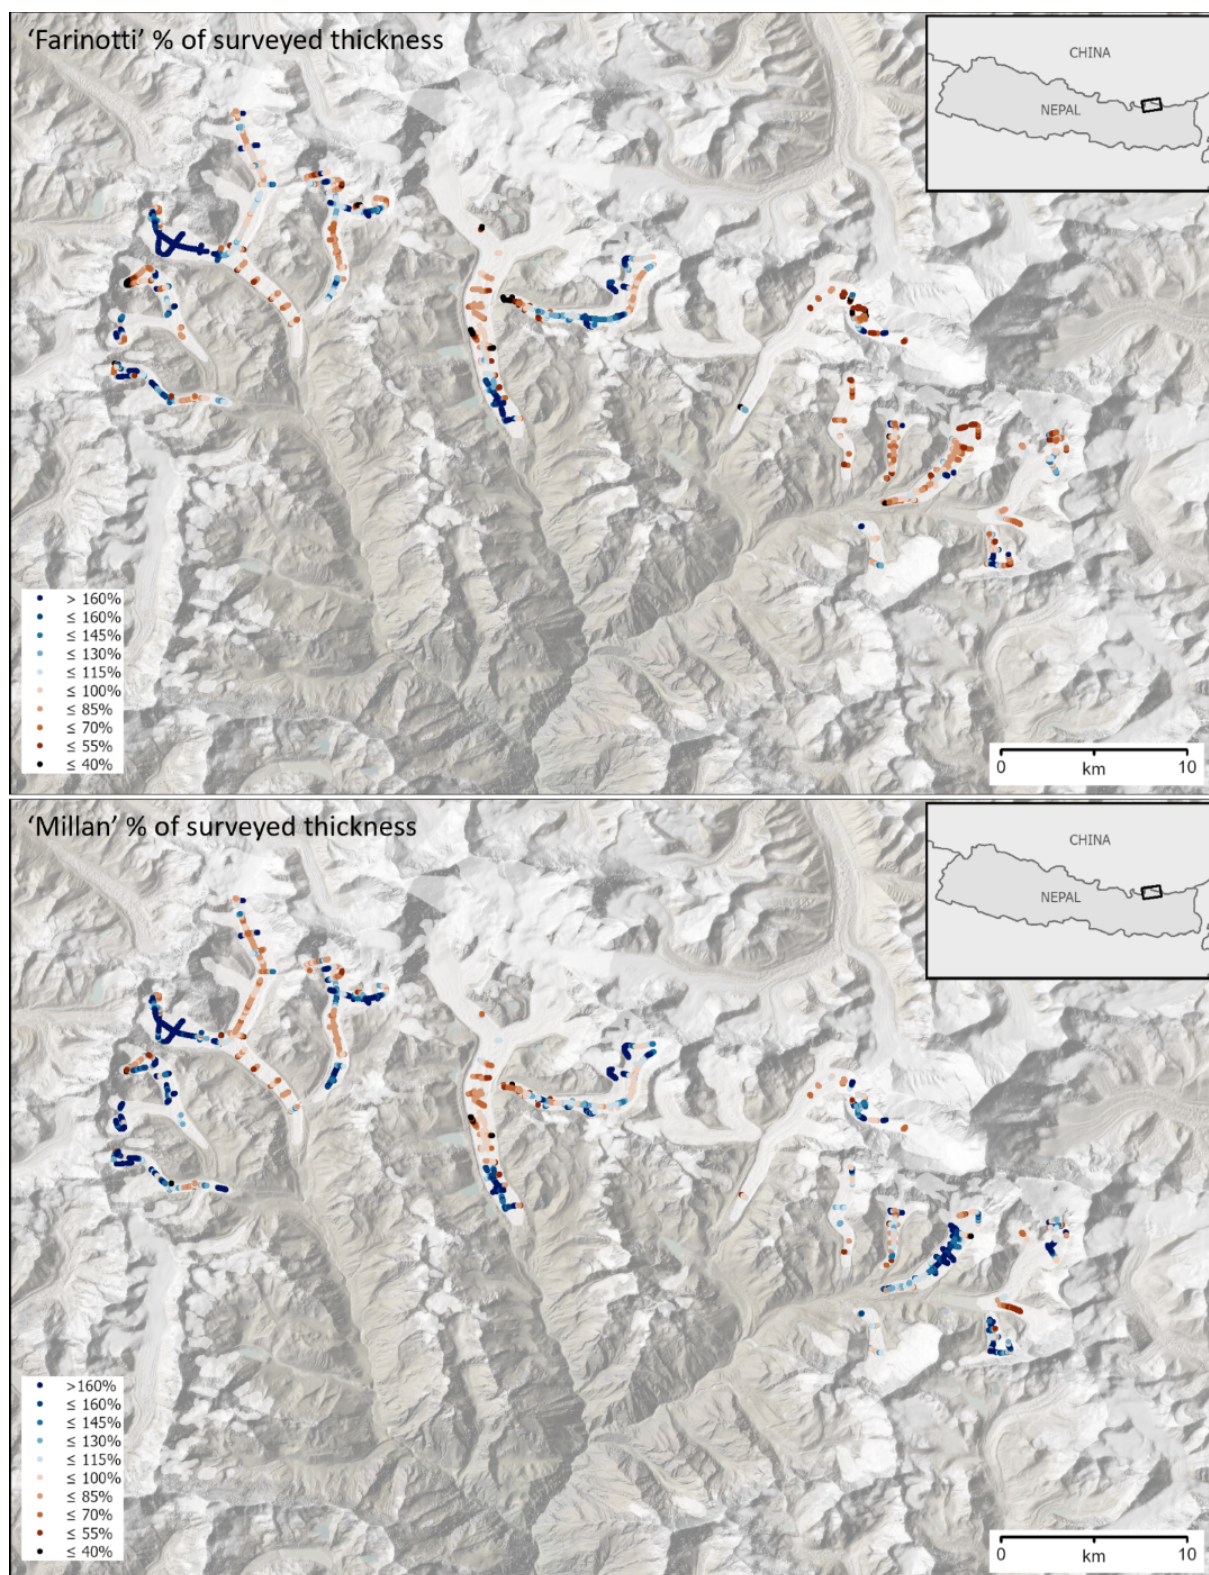 ‘Farinotti’ % of surveyed thickness
CHINA
NEPAL
> 160%
≤ 160%
≤ 145%
≤ 130%
≤ 115%
≤ 100%
≤ 85%
≤ 70%
≤ 55%
≤ 40%
0 10
km
‘Millan’ % of surveyed thickness
CHINA
NEPAL
>160%
≤ 160%
≤ 145%
≤ 130%
≤ 115%
≤ 100%
≤ 85%
≤ 70%
≤ 55%
≤ 40%
0 10
km